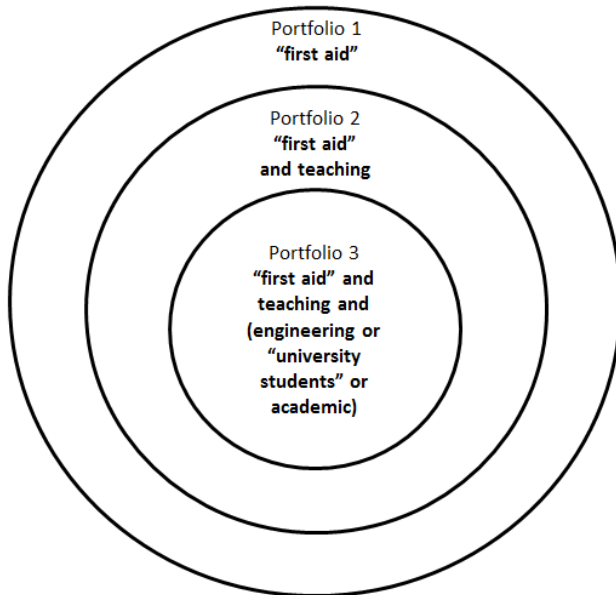 Portfolio 1
“first aid”
Portfolio 2
“first aid”
and teaching
Portfolio 3
“first aid” and
teaching and
(engineering or
“university
students” or
academic)